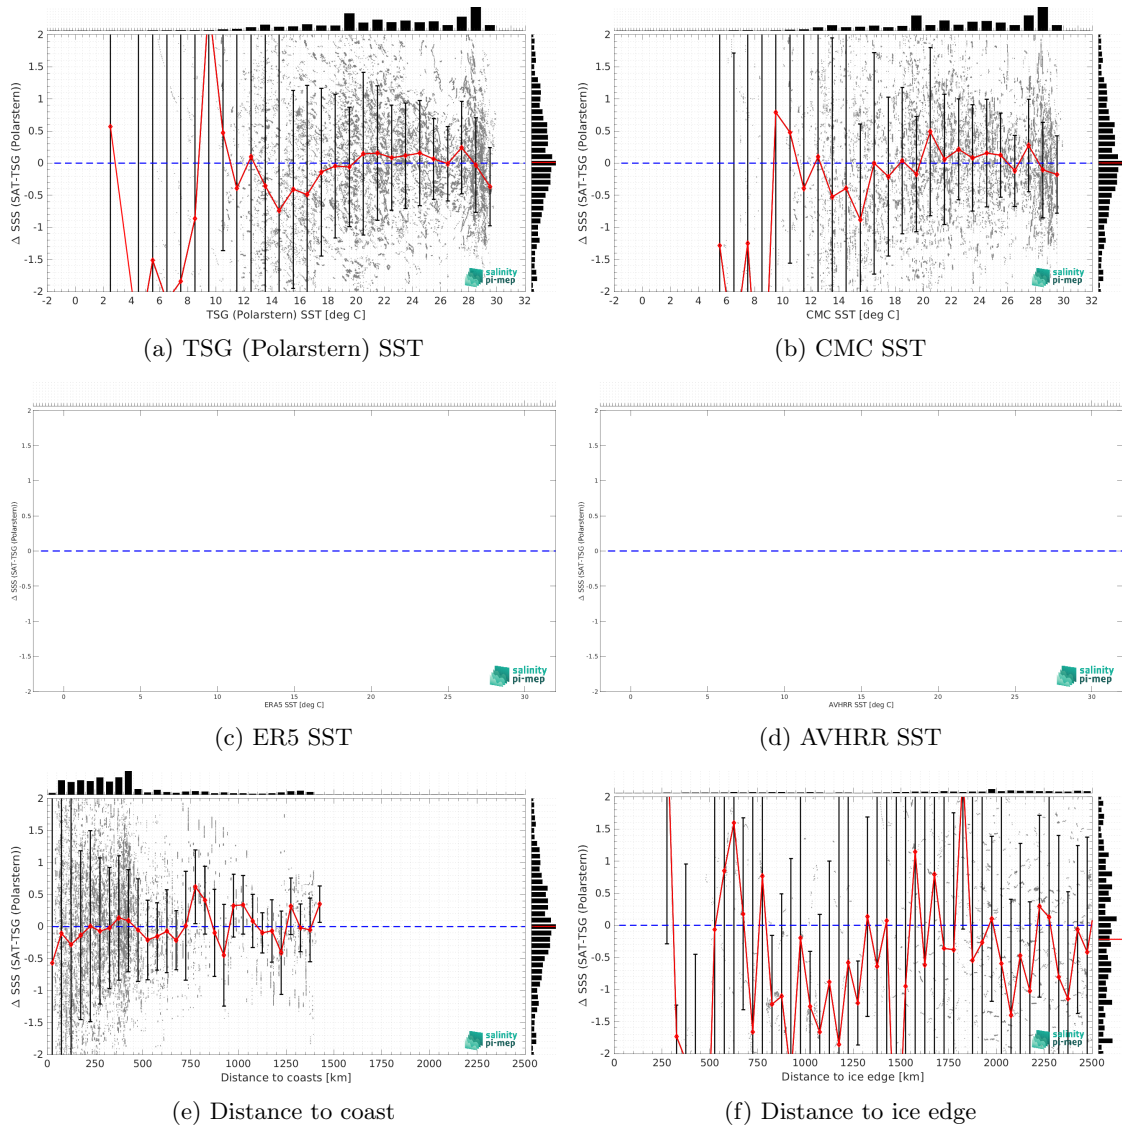 2
1.5
1
0.5
0
-0.5
-1
-1.5
-2
Δ SSS (SAT-TSG (Polarstern))
-2 0 2 4 6 8 10 12 14 16 18 20 22 24 26 28 30 32
TSG (Polarstern) SST [deg C]
salinity
pi-mep
(a) TSG (Polarstern) SST
2
1.5
1
0.5
0
-0.5
-1
-1.5
-2
Δ SSS (SAT-TSG (Polarstern))
-2 0 2 4 6 8 10 12 14 16 18 20 22 24 26 28 30 32
CMC SST [deg C]
salinity
pi-mep
(b) CMC SST
2
1.5
1
0.5
0
-0.5
-1
-1.5
-2
Δ SSS (SAT-TSG (Polarstern))
0 5 10 15 20 25 30
ERA5 SST [deg C]
salinity
pi-mep
(c) ER5 SST
2
1.5
1
0.5
0
-0.5
-1
-1.5
-2
Δ SSS (SAT-TSG (Polarstern))
0 5 10 15 20 25 30
AVHRR SST [deg C]
salinity
pi-mep
(d) AVHRR SST
2
1.5
1
0.5
0
-0.5
-1
-1.5
-2
Δ SSS (SAT-TSG (Polarstern))
0 250 500 750 1000 1250 1500 1750 2000 2250 2500
Distance to coasts [km]
salinity
pi-mep
(e) Distance to coast
2
1.5
1
0.5
0
-0.5
-1
-1.5
-2
Δ SSS (SAT-TSG (Polarstern))
0 250 500 750 1000 1250 1500 1750 2000 2250 2500
Distance to ice edge [km]
salinity
pi-mep
(f) Distance to ice edge